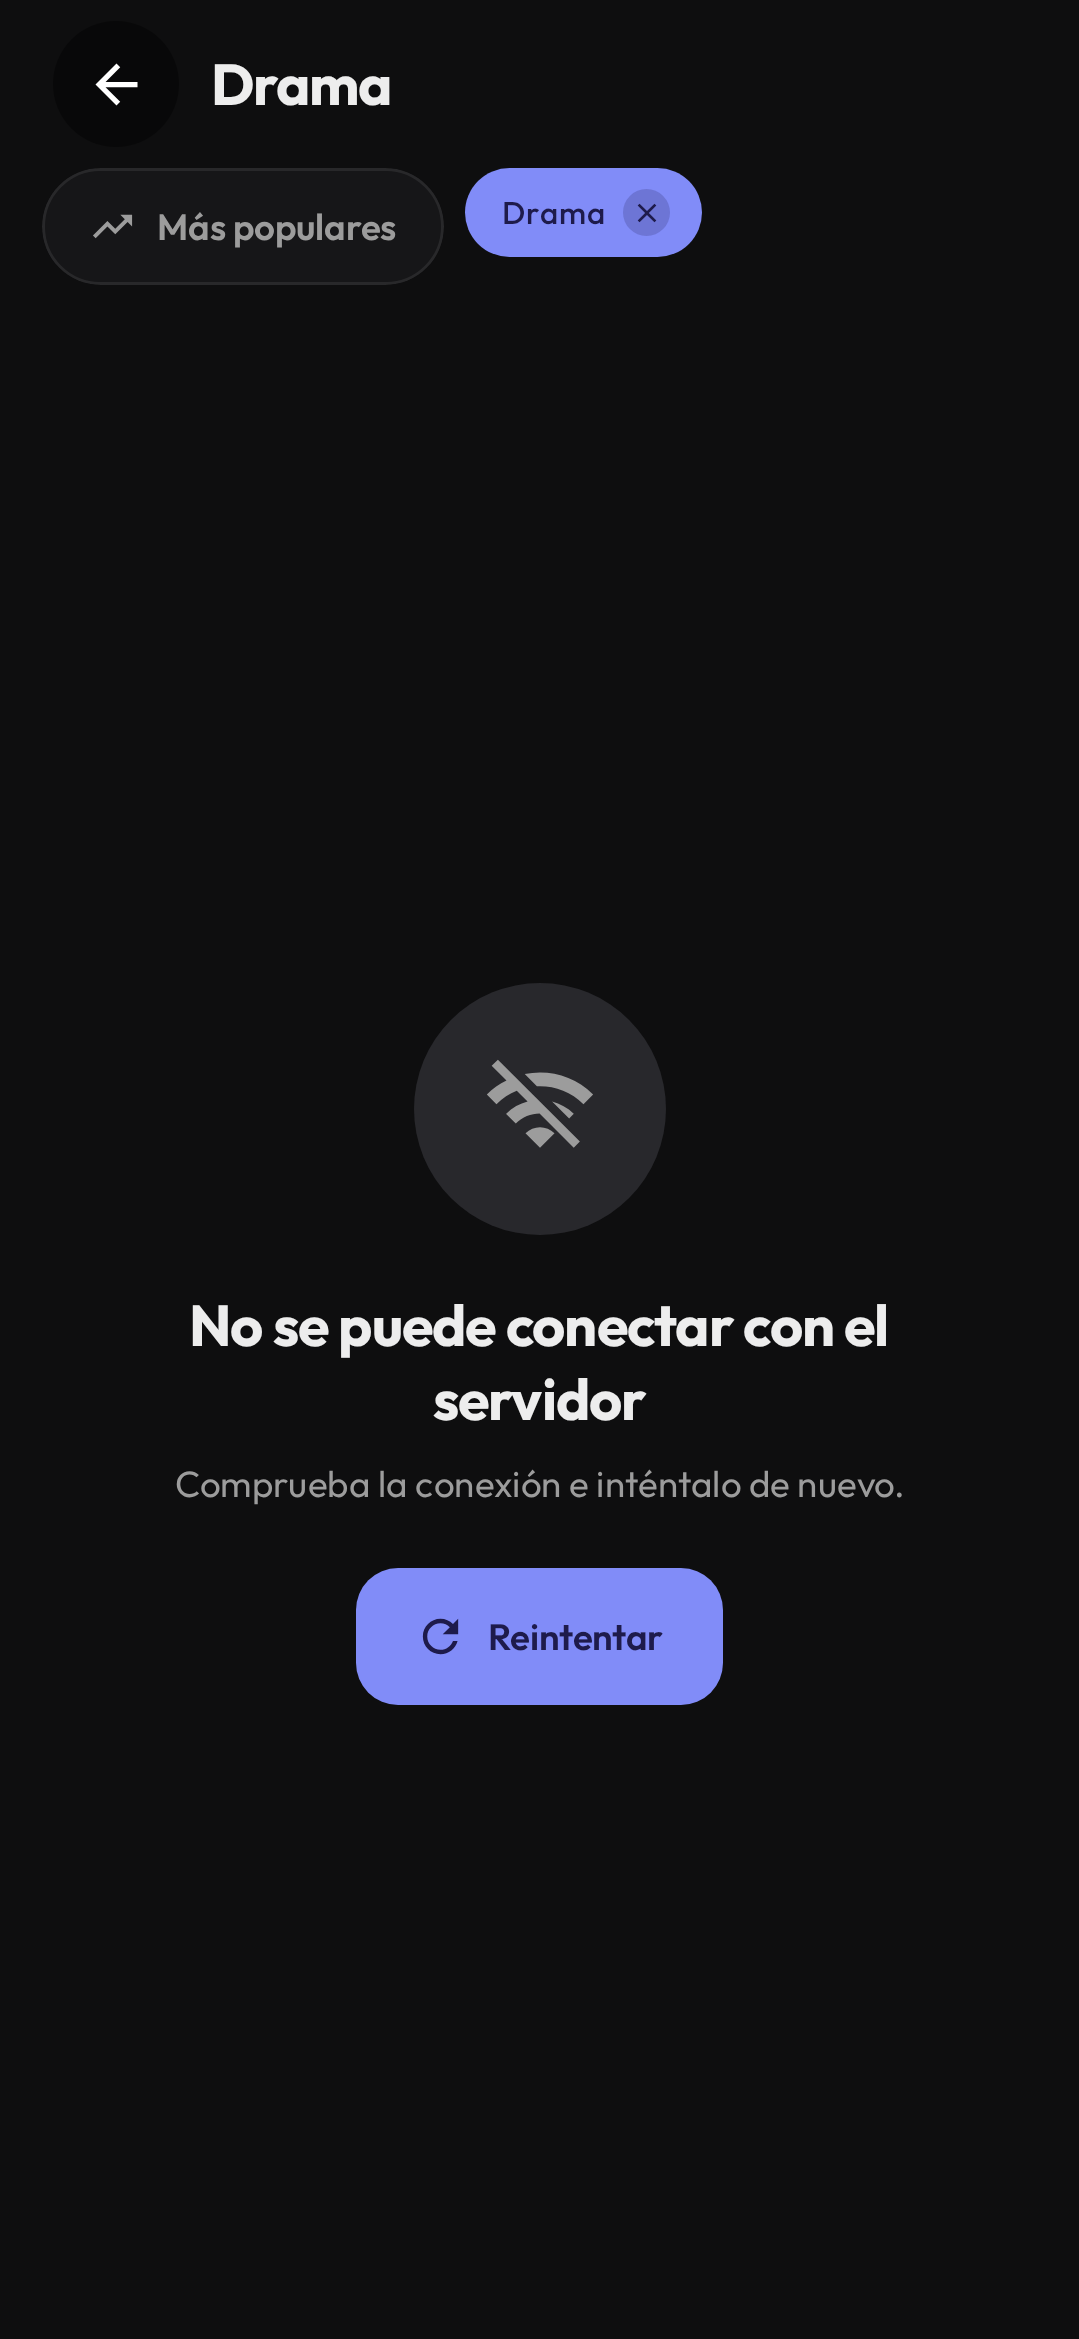 Drama
Más populares
Drama
No se puede conectar con el
servidor
Comprueba la conexión e inténtalo de nuevo.
Reintentar